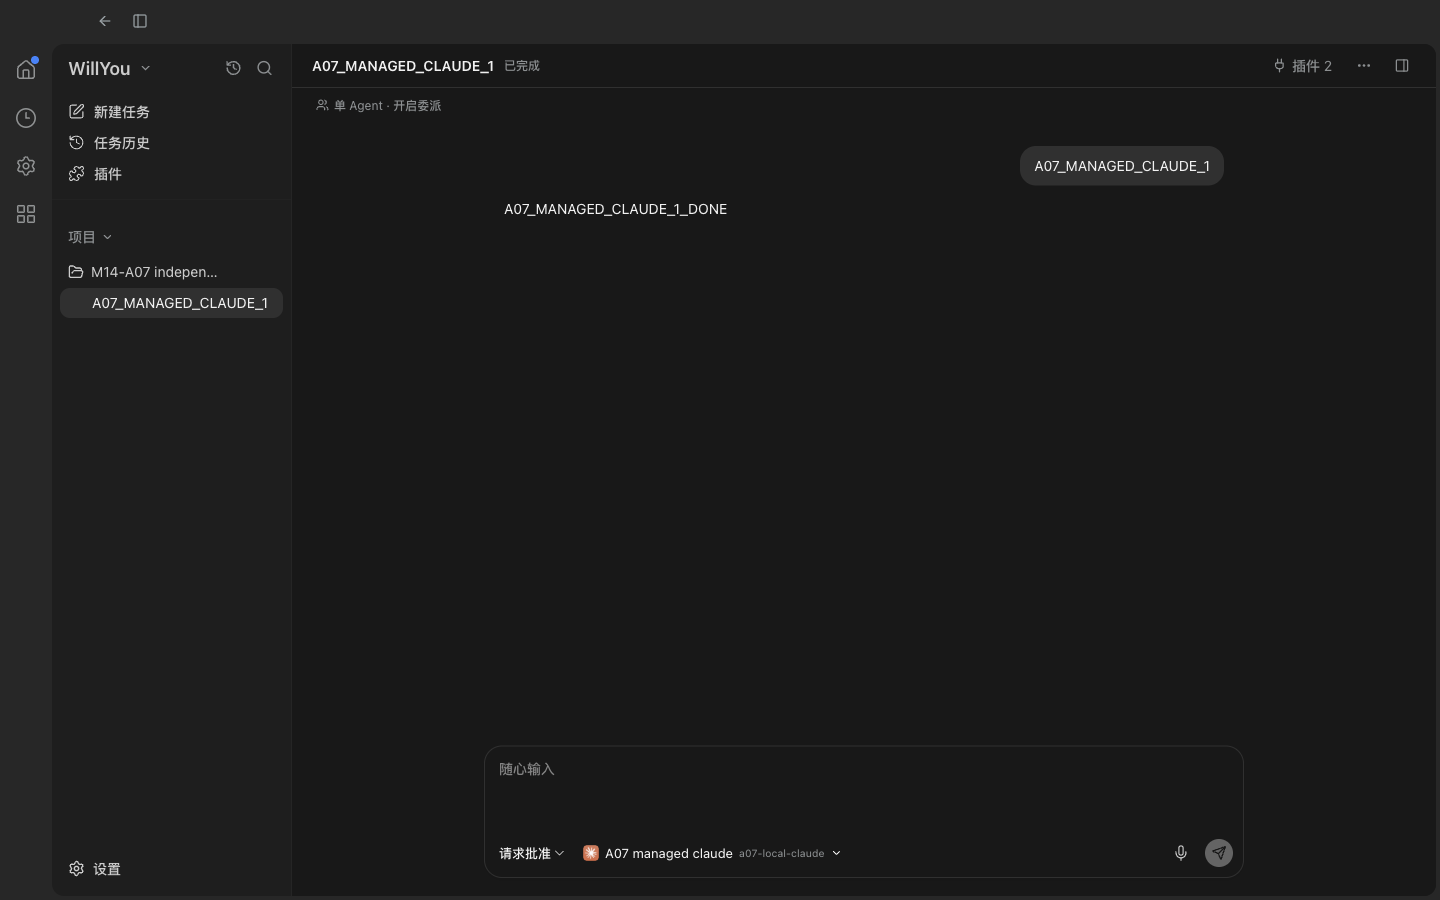 WillYou
新建任务
任务历史
插件
项目
M14-A07 indepen...
A07_MANAGED_CLAUDE_1
设置
A07_MANAGED_CLAUDE_1 已完成
插件 2
单 Agent · 开启委派
A07_MANAGED_CLAUDE_1
A07_MANAGED_CLAUDE_1_DONE
随心输入
请求批准 A07 managed claude a07-local-claude